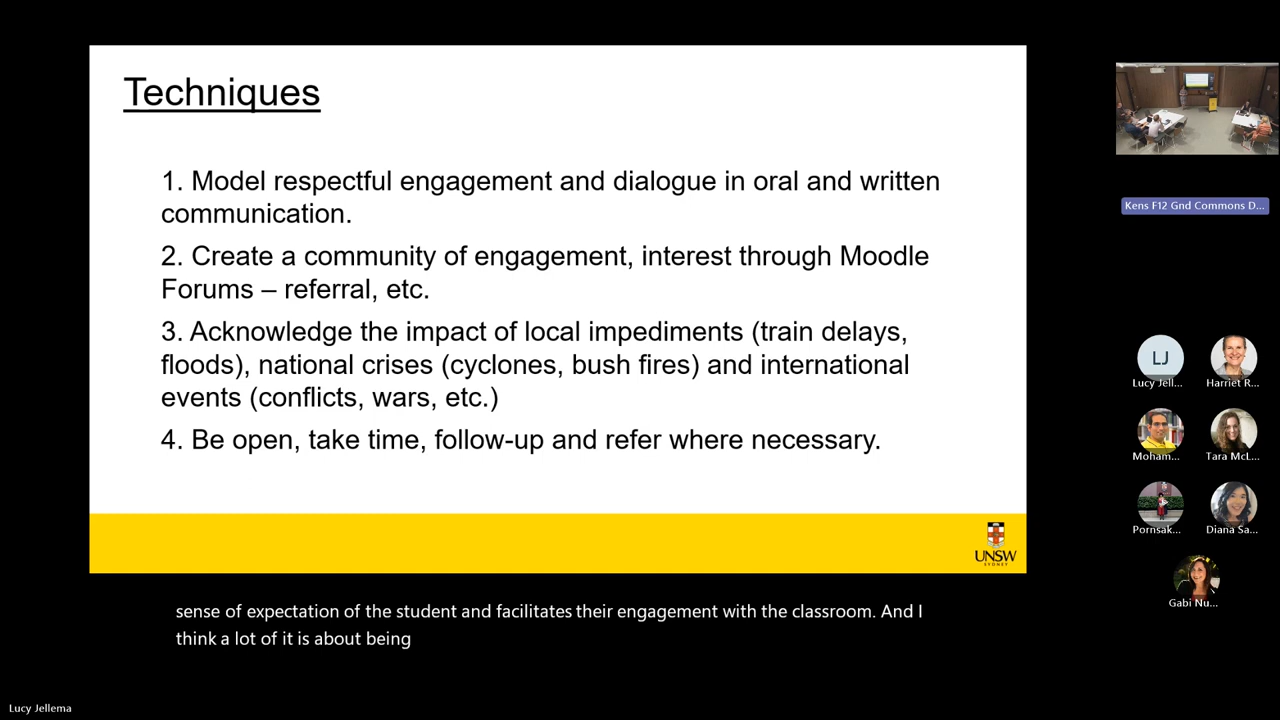 Techniques
1. Model respectful engagement and dialogue in oral and written
communication.
2. Create a community of engagement, interest through Moodle
Forums – referral, etc.
3. Acknowledge the impact of local impediments (train delays,
floods), national crises (cyclones, bush fires) and international
events (conflicts, wars, etc.)
4. Be open, take time, follow-up and refer where necessary.
UNSW
SYDNEY
Kens F12 Gnd Commons D...
LJ
Lucy Jell...
Harriet R...
Moham...
Tara McL...
Pornsak...
Diana Sa...
Gabi Nu...
sense of expectation of the student and facilitates their engagement with the classroom. And I
think a lot of it is about being
Lucy Jellema